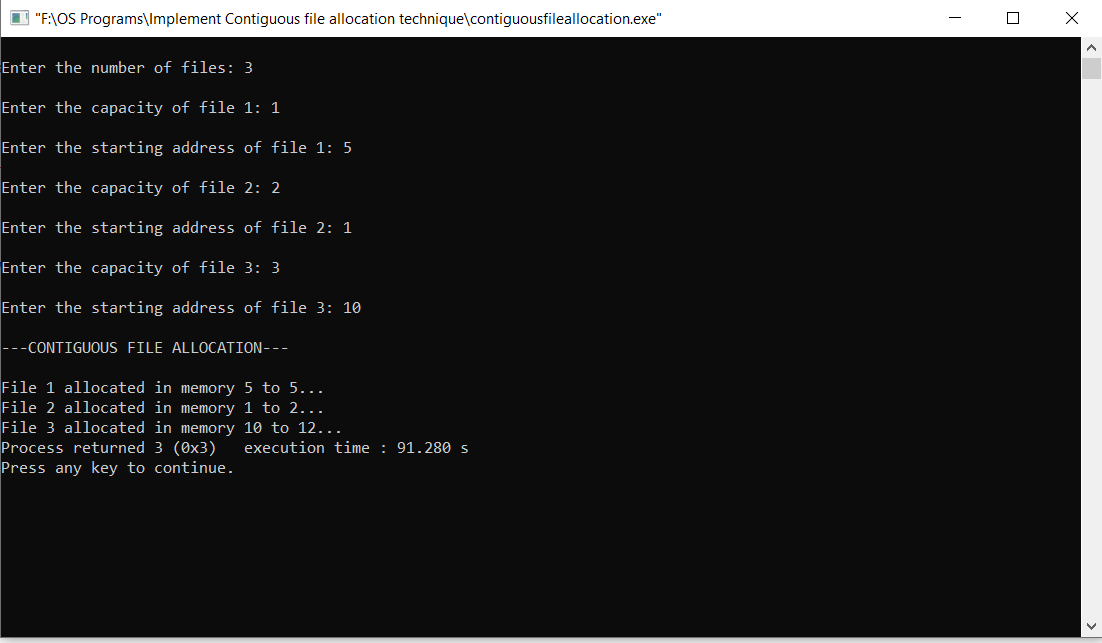 "F:\OS Programs\Implement Contiguous file allocation technique\contiguousfileallocation.exe"
Enter the number of files: 3
Enter the capacity of file 1: 1
Enter the starting address of file 1: 5
Enter the capacity of file 2: 2
Enter the starting address of file 2: 1
Enter the capacity of file 3: 3
Enter the starting address of file 3: 10
---CONTIGUOUS FILE ALLOCATION---
File 1 allocated in memory 5 to 5...
File 2 allocated in memory 1 to 2...
File 3 allocated in memory 10 to 12...
Process returned 3 (0x3)   execution time : 91.280 s
Press any key to continue.